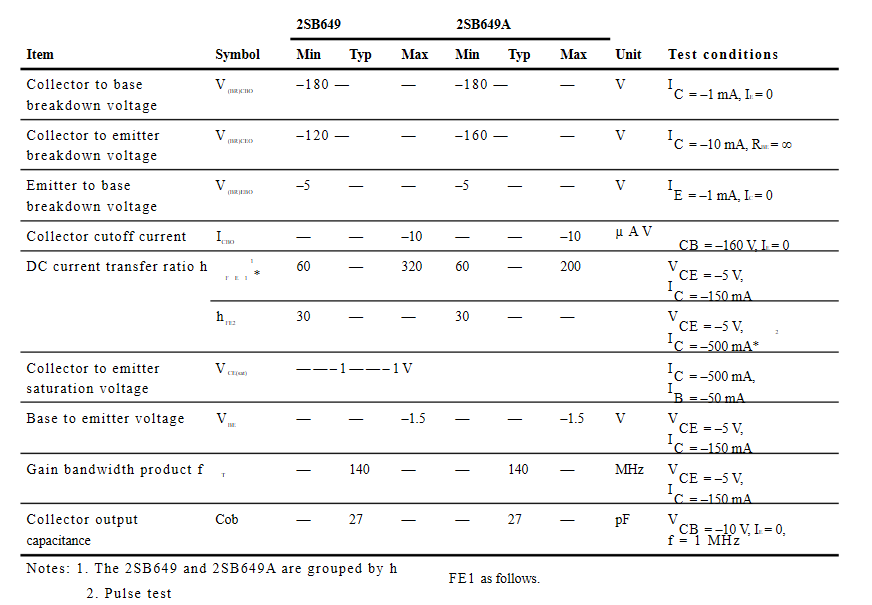 2SB649 2SB649A
Item Symbol Min Typ Max Min Typ Max Unit Test conditions
Collector to base breakdown voltage V(BR)CBO –180 — — –180 — — V IC = –1 mA, IE = 0
Collector to emitter breakdown voltage V(BR)CEO –120 — — –160 — — V IC = –10 mA, RBE = ∞
Emitter to base breakdown voltage V(BR)EBO –5 — — –5 — — V IE = –1 mA, IC = 0
Collector cutoff current ICBO — — –10 — — –10 µ A V CB = –160 V, IE = 0
DC current transfer ratio h FE1 *1 60 — 320 60 — 200 VCE = –5 V,
IC = –150 mA
hFE2 30 — — 30 — — VCE = –5 V,
IC = –500 mA*2
Collector to emitter saturation voltage VCE(sat) — — –1 — — –1 V IC = –500 mA,
IB = –50 mA
Base to emitter voltage VBE — — –1.5 — — –1.5 V VCE = –5 V,
IC = –150 mA
Gain bandwidth product f T — 140 — — 140 — MHz VCE = –5 V,
IC = –150 mA
Collector output capacitance Cob — 27 — — 27 — pF VCB = –10 V, IE = 0,
f = 1 MHz
Notes: 1. The 2SB649 and 2SB649A are grouped by h FE1 as follows.
2. Pulse test